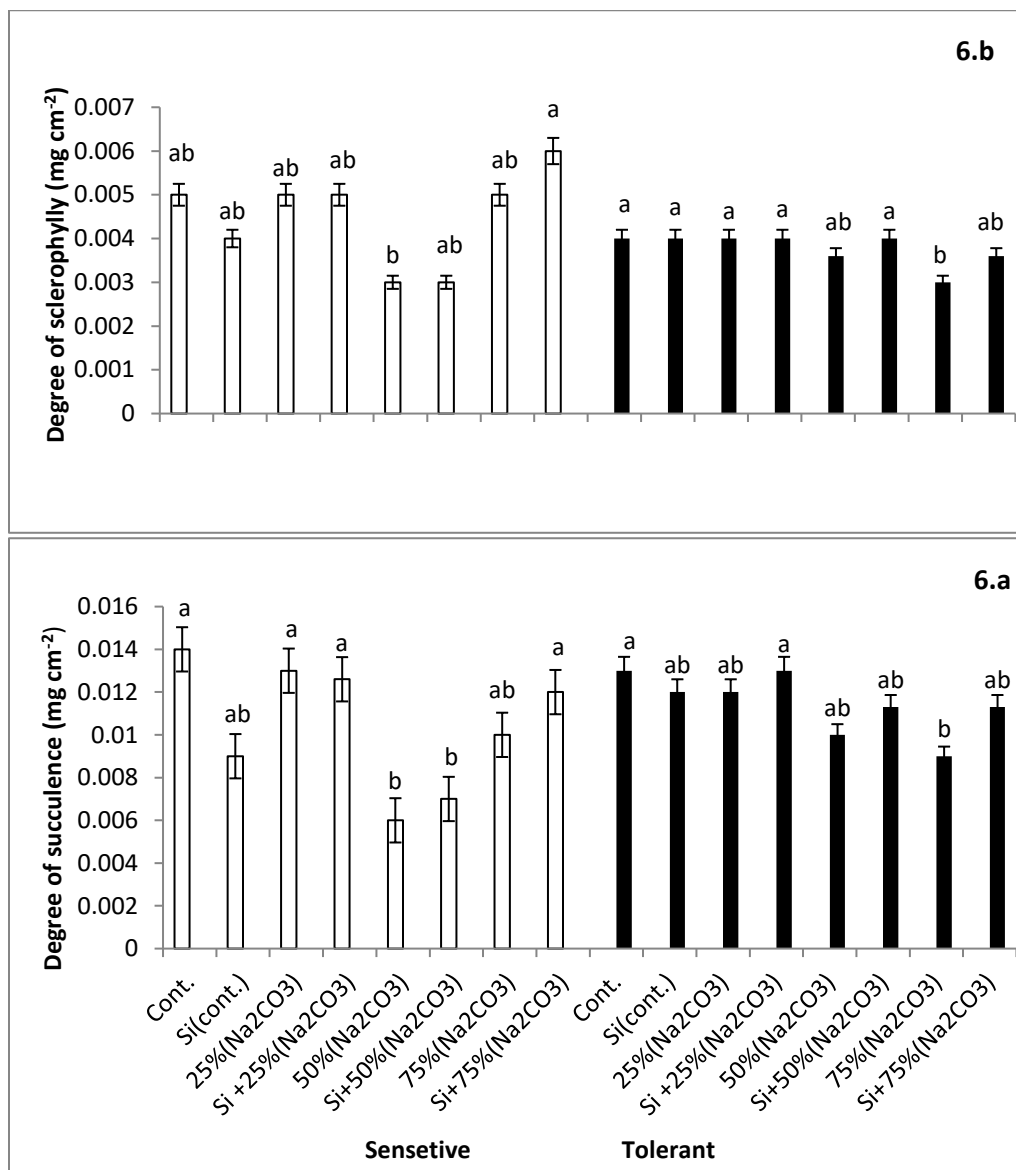 6.b
Degree of sclerophylly (mg cm-2)
0.007
0.006
0.005
0.004
0.003
0.002
0.001
0
ab
ab
ab
ab
b
ab
ab
a
a
a
a
a
ab
a
b
ab
6.a
Degree of succulence (mg cm-2)
0.016
0.014
0.012
0.01
0.008
0.006
0.004
0.002
0
a
ab
a
a
b
b
ab
a
a
ab
ab
a
ab
ab
b
ab
Cont.
Si(cont.)
25%(Na2CO3)
Si +25%(Na2CO3)
50%(Na2CO3)
Si+50%(Na2CO3)
75%(Na2CO3)
Si+75%(Na2CO3)
Cont.
Si(cont.)
25%(Na2CO3)
Si +25%(Na2CO3)
50%(Na2CO3)
Si+50%(Na2CO3)
75%(Na2CO3)
Si+75%(Na2CO3)
Sensetive Tolerant